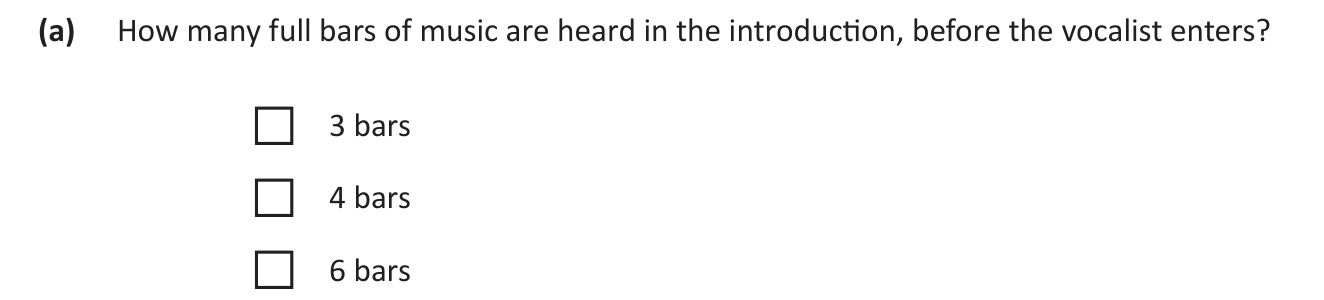 (a) How many full bars of music are heard in the introduction, before the vocalist enters?
3 bars
4 bars
6 bars